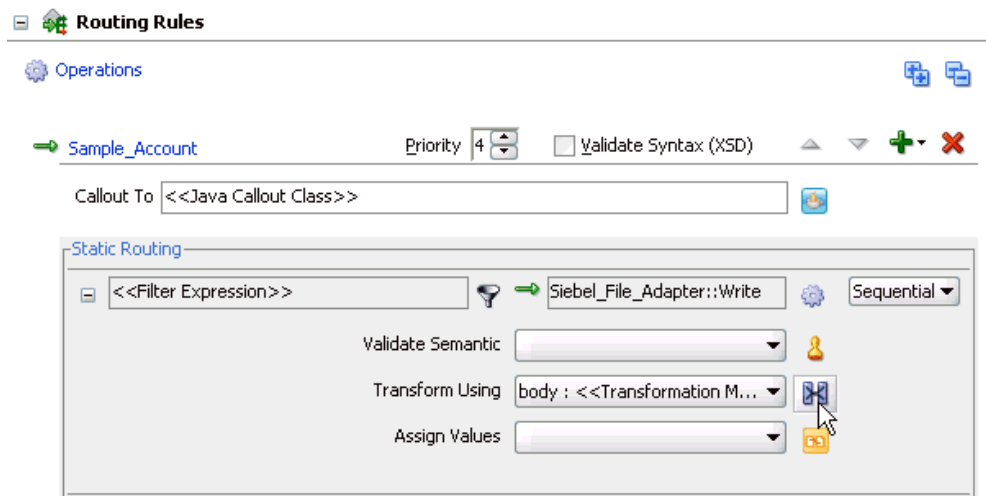 Routing Rules
Operations
Sample_Account Priority 4 Validate Syntax (XSD)
Callout To <<Java Callout Class>>
Static Routing
<<Filter Expression>> Siebel_File_Adapter::Write Sequential
Validate Semantic
Transform Using body : <<Transformation M...
Assign Values